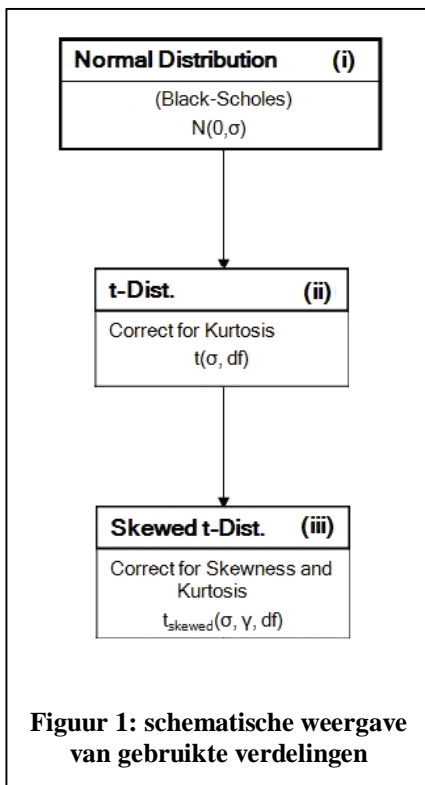 Normal Distribution (i)
(Black-Scholes)
N(0,σ)
t-Dist. (ii)
Correct for Kurtosis
t(σ, df)
Skewed t-Dist. (iii)
Correct for Skewness and
Kurtosis
tskewed(σ, γ, df)
Figuur 1: schematische weergave
van gebruikte verdelingen